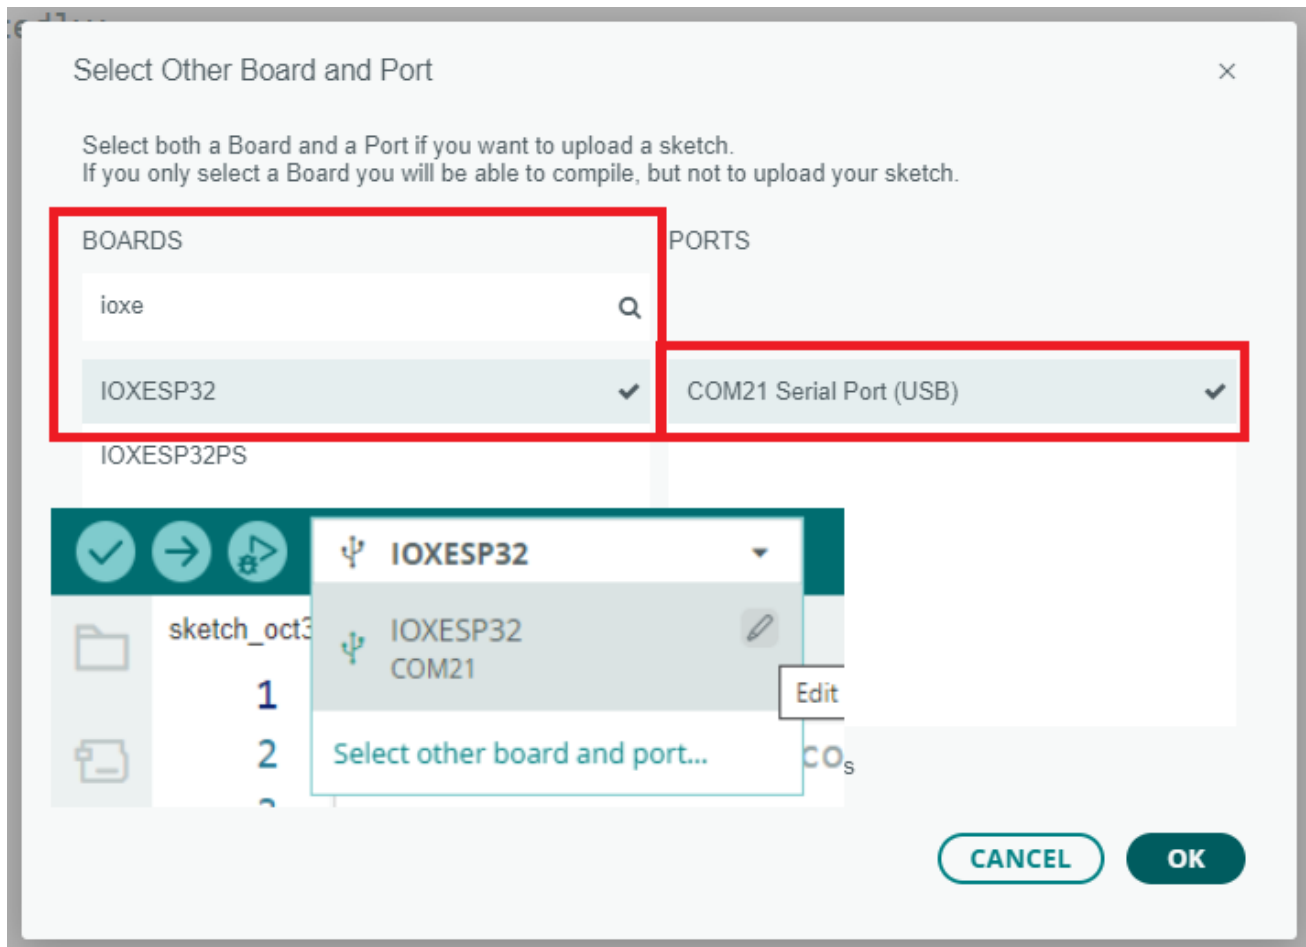 Select Other Board and Port
Select both a Board and a Port if you want to upload a sketch.
If you only select a Board you will be able to compile, but not to upload your sketch.
BOARDS
ioxe
IOXESP32
IOXESP32PS
PORTS
COM21 Serial Port (USB)
IOXESP32
IOXESP32
COM21
Edit
Select other board and port...
sketch_oct3
1
2
co
s
CANCEL
OK